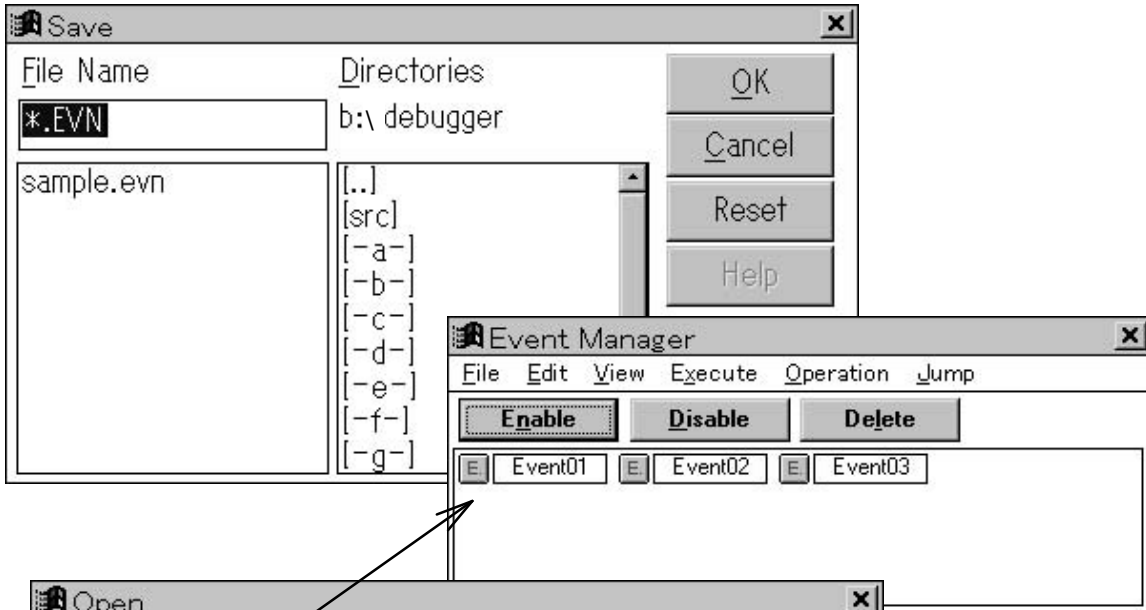 Save
File Name
Directories
OK
*.EVN
b:\ debugger
Cancel
sample.evn
[..]
Reset
[src]
[-a-]
Help
[-b-]
[-c-]
[-d-]
[-e-]
[-f-]
[-g-]
Event Manager
File Edit View Execute Operation Jump
Enable Disable Delete
E. Event01 E. Event02 E. Event03
Open